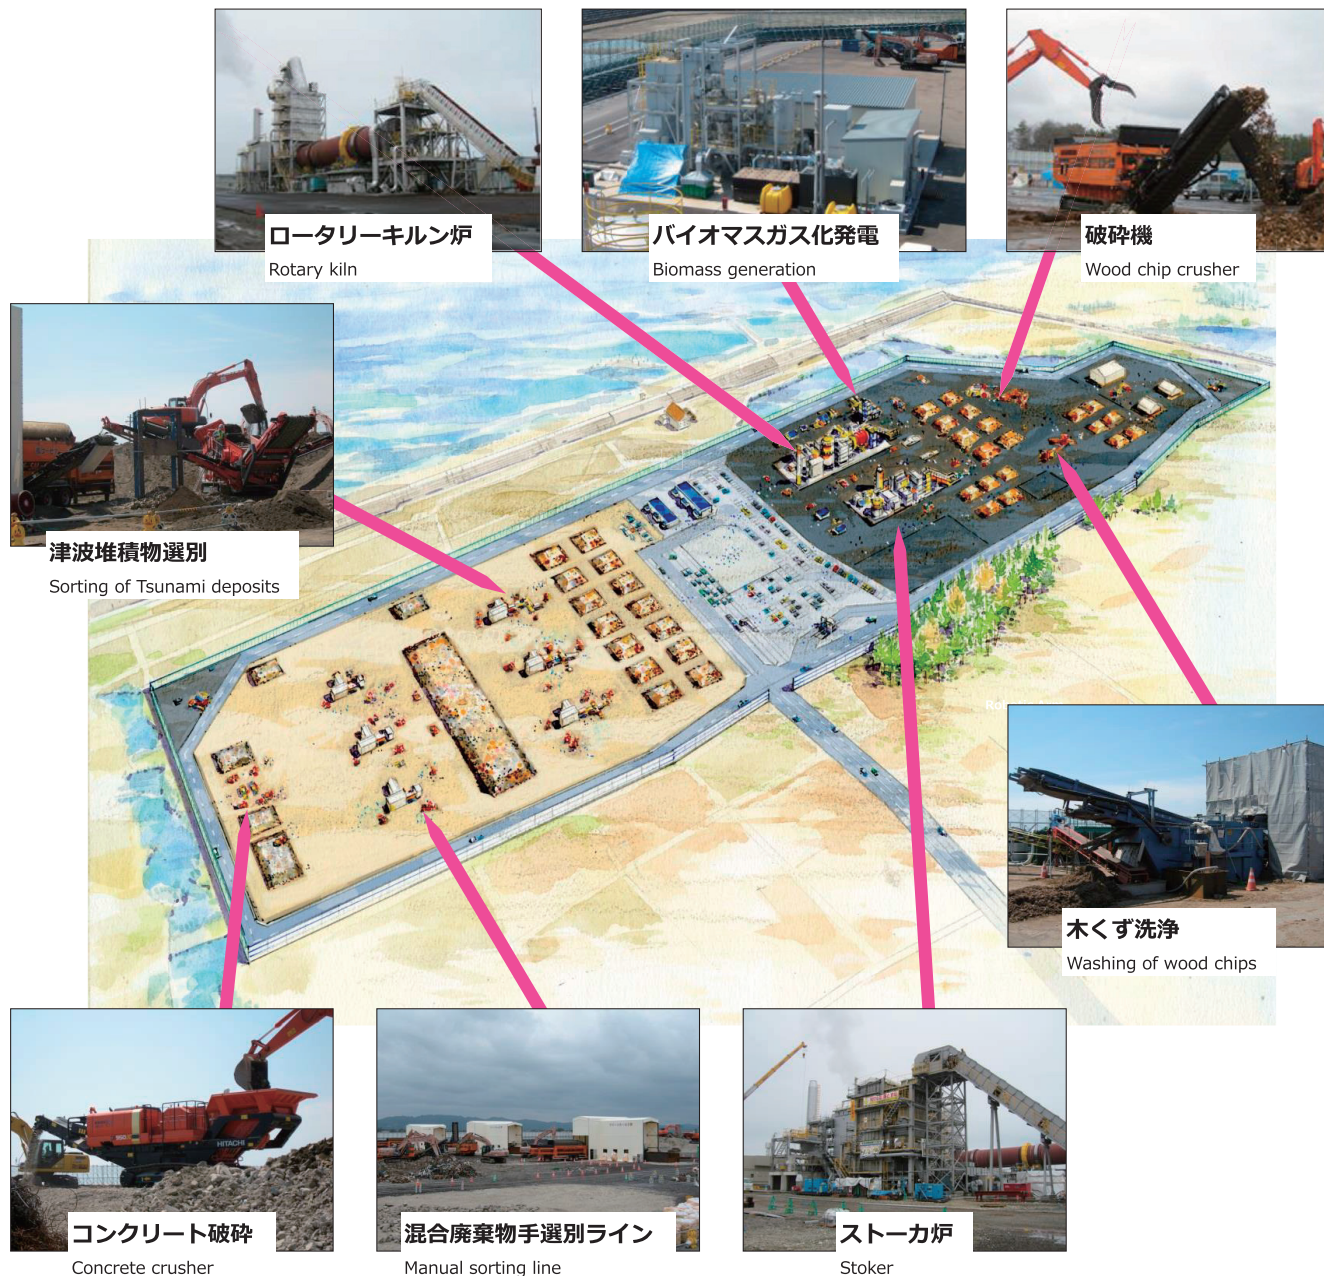 ロータリーキルン炉
Rotary kiln
バイオマスガス化発電
Biomass generation
破砕機
Wood chip crusher
津波堆積物選別
Sorting of Tsunami deposits
木くず洗浄
Washing of wood chips
HITACHI
コンクリート破砕
Concrete crusher
混合廃棄物手選別ライン
Manual sorting line
ストーカ炉
Stoker